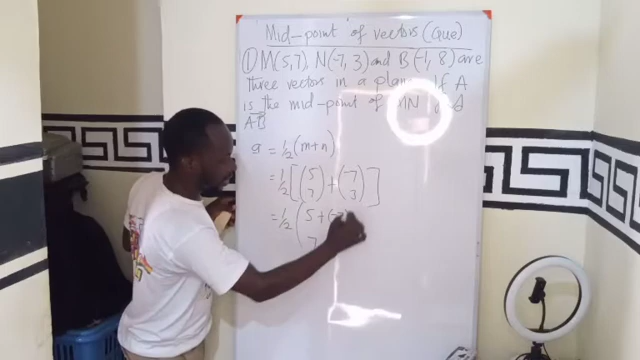 Mid-point of vectors (Que)
① M(5,7), N(-7, 3) and B(-1, 8) are
three vectors in a plane. If A
is the mid-point of MN
AB
a = 1/2 (m+n)
= 1/2 [(5 7) + (-7 3)]
= 1/2 (5 + (-7)
7